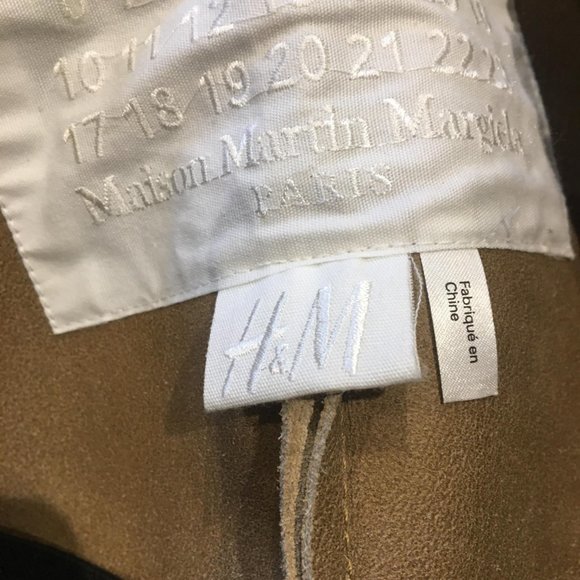 10 11 12
17 18 19 20 21 22
Maison Martin Margiela
PARIS
H&M
Fabriqué en
Chine